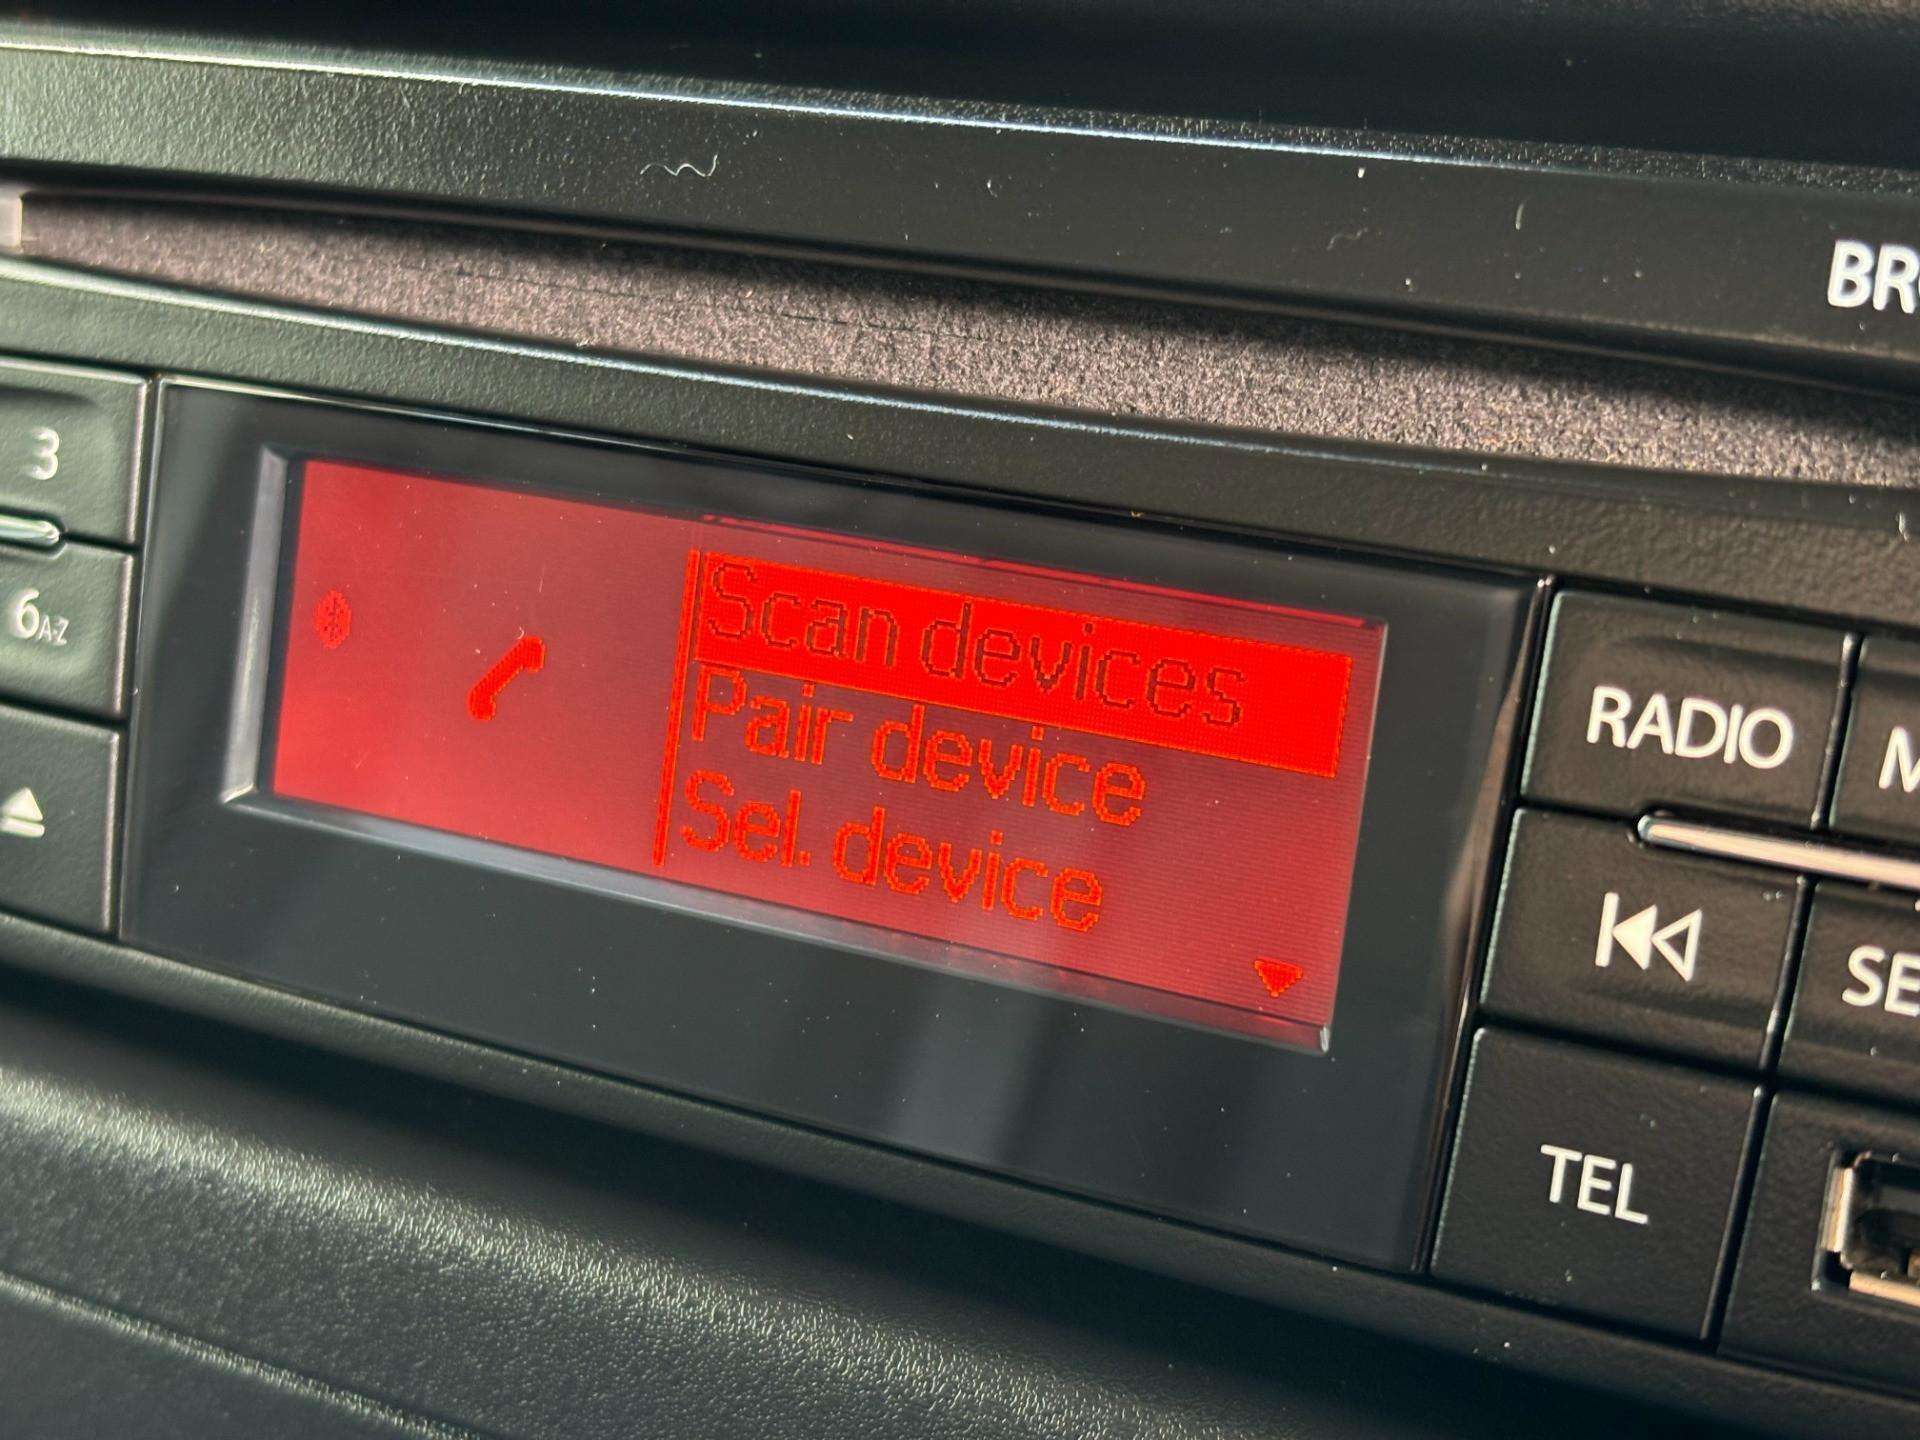 3
6A-Z
Scan devices
Pair device
Sel. device
RADIO
TEL